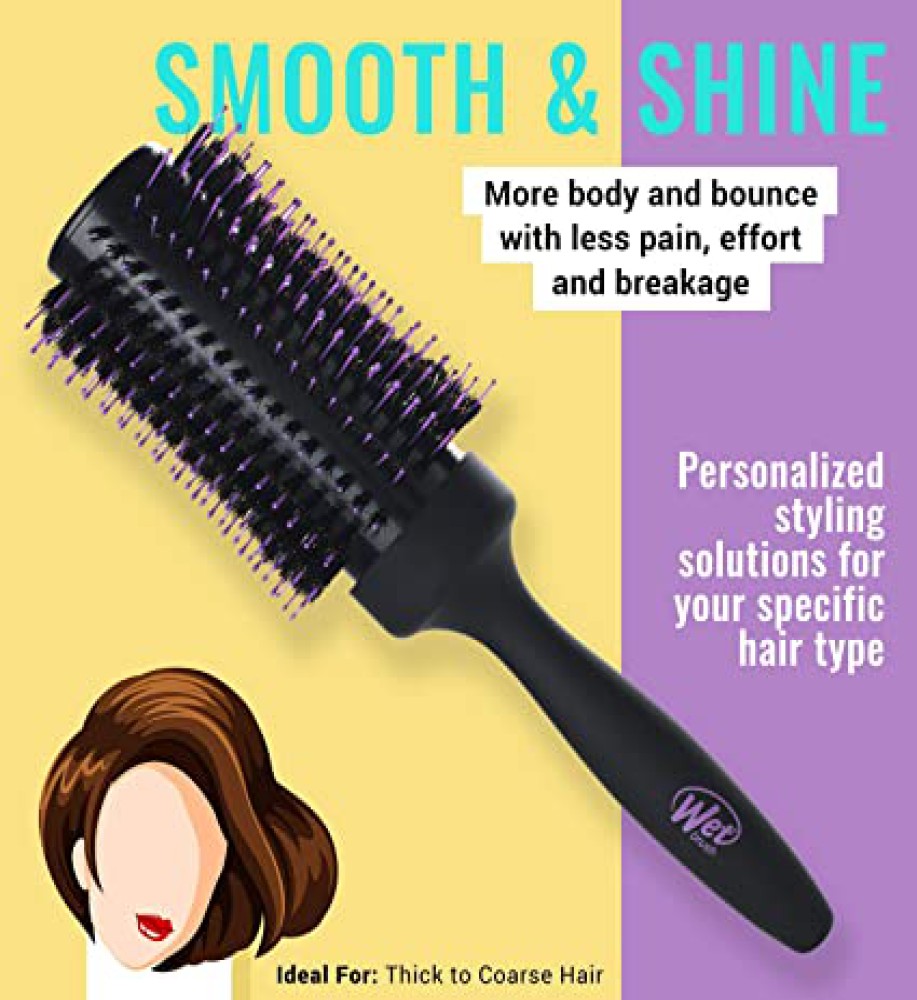 SMOOTH & SHINE
More body and bounce
with less pain, effort
and breakage
Personalized
styling
solutions for
your specific
hair type
Wet
brush
Ideal For: Thick to Coarse Hair